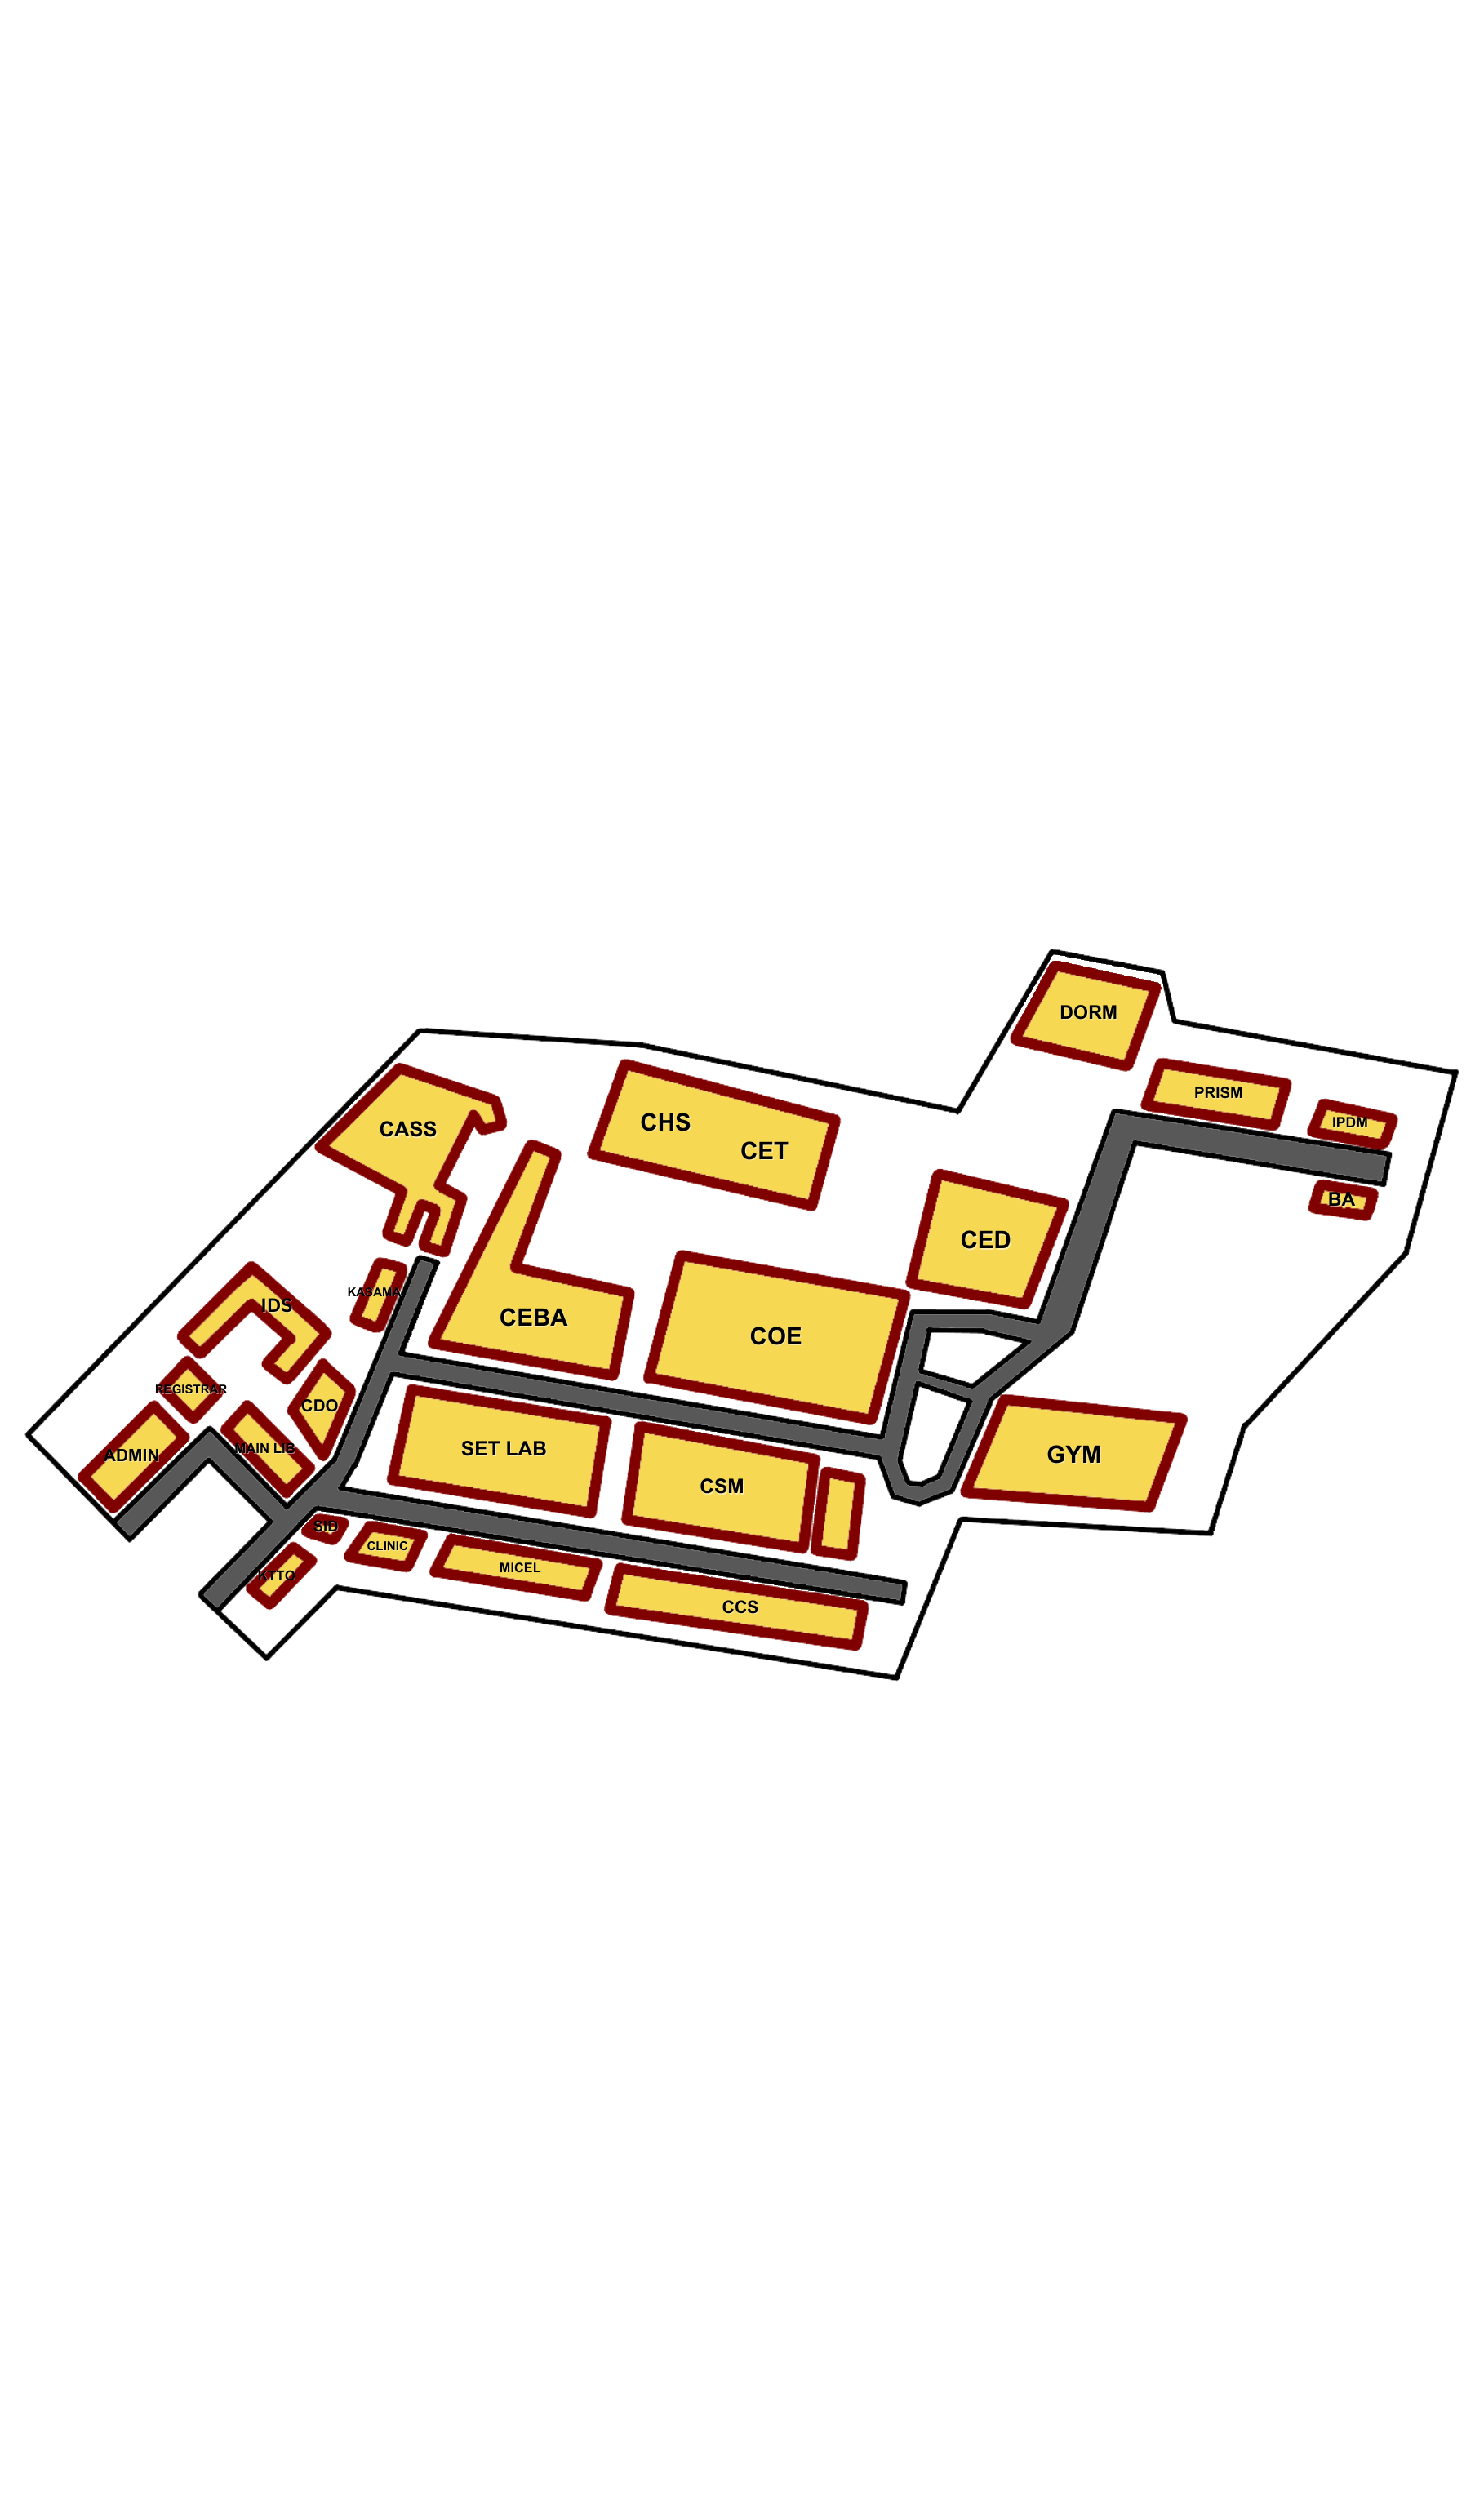 DORM
PRISM
IPDM
CHS
CASS
CET
BA
CED
KASAMA
IDS
CEBA
COE
REGISTRAR
CDO
MAIN LIB
SET LAB
ADMIN
GYM
CSM
SID
CLINIC
MICEL
KTTO
CCS